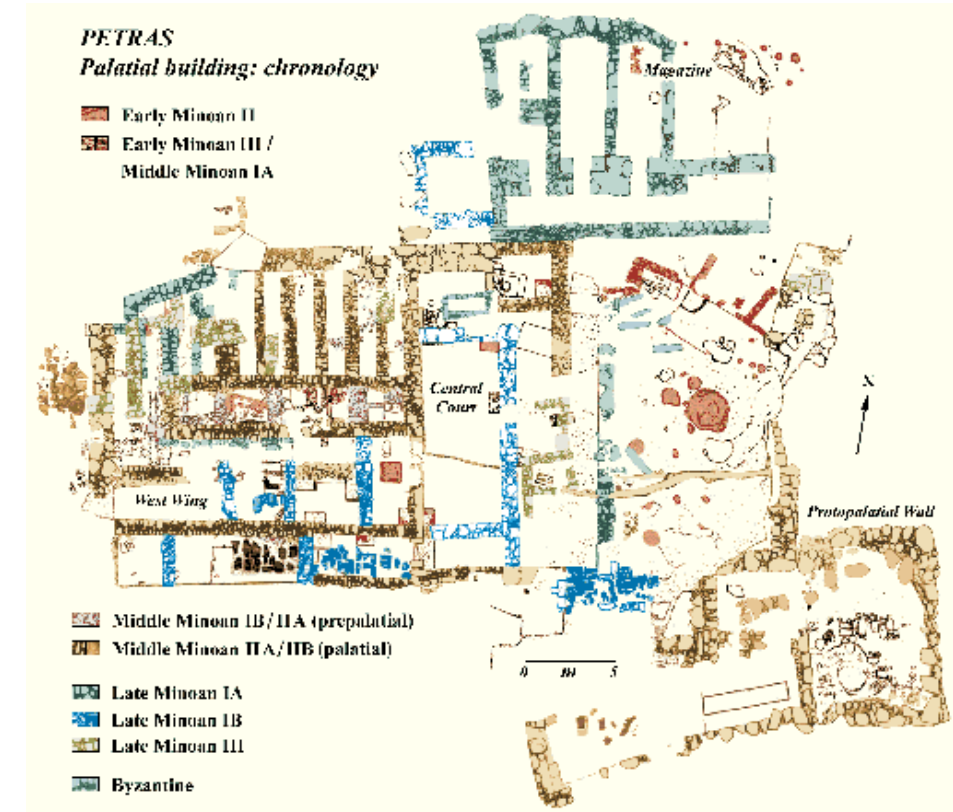 PETRAS
Palatial building: chronology
Early Minoan II
Early Minoan III /
Middle Minoan IA
Magazine
Central
Court
N
West Wing
Protopalatial Wall
Middle Minoan IB/IIA (prepalatial)
Middle Minoan IIA/IIB (palatial)
0 m 5
Late Minoan IA
Late Minoan IB
Late Minoan III
Byzantine